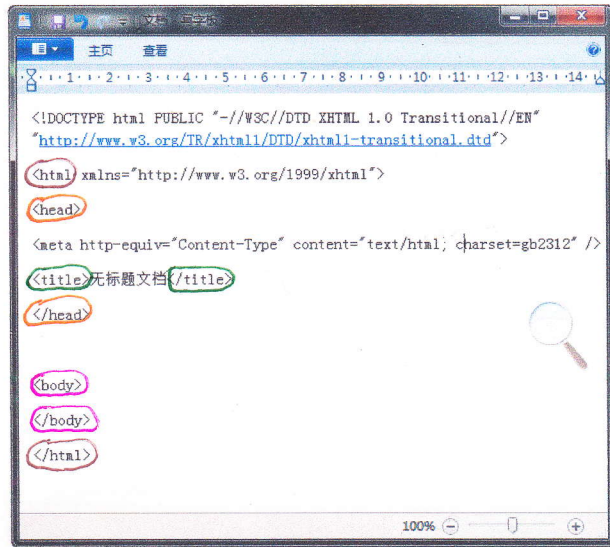 文档 - 写字板
主页 查看
1 2 3 4 5 6 7 8 9 10 11 12 13 14
<!DOCTYPE html PUBLIC "-//W3C//DTD XHTML 1.0 Transitional//EN"
"http://www.w3.org/TR/xhtml1/DTD/xhtml1-transitional.dtd">
<html xmlns="http://www.w3.org/1999/xhtml">
<head>
<meta http-equiv="Content-Type" content="text/html; charset=gb2312" />
<title>无标题文档</title>
</head>
<body>
</body>
</html>
100%